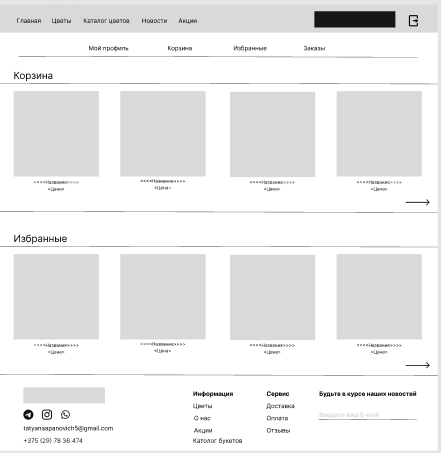 Главная Цветы Каталог цветов Новости Акции
Мой профиль Корзина Избранные Заказы
Корзина
<<<<Название>>>> <<<<Название>>>> <<<<Название>>>> <<<<Название>>>>
<Цена> <Цена> <Цена> <Цена>
Избранные
<<<<Название>>>> <<<<Название>>>> <<<<Название>>>> <<<<Название>>>>
<Цена> <Цена> <Цена> <Цена>
Информация Сервис Будьте в курсе наших новостей
Цветы Доставка
О нас Оплата Введите ваш E-mail
tatyanaapanovich5@gmail.com Акции Отзывы
+375 (29) 78 36 474 Католог букетов